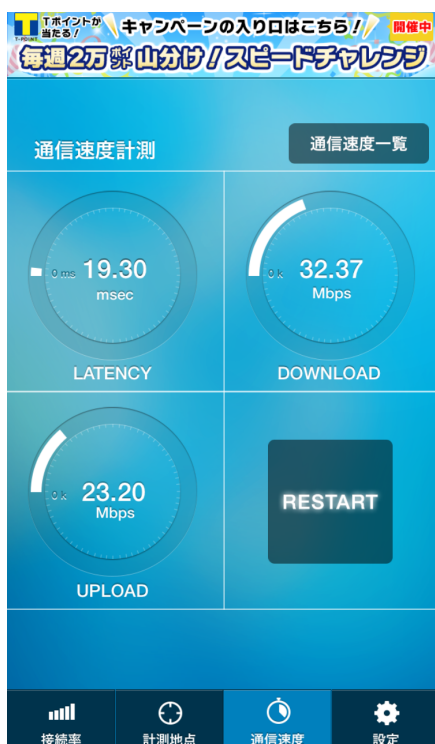 Tポイントが
当たる!
T-POINT
キャンペーンの入り口はこちら!
開催中
毎週2万ポイント山分け!スピードチャレンジ
通信速度計測
通信速度一覧
0 ms 19.30
msec
LATENCY
0 k 32.37
Mbps
DOWNLOAD
0 k 23.20
Mbps
UPLOAD
RESTART
接続率
計測地点
通信速度
設定